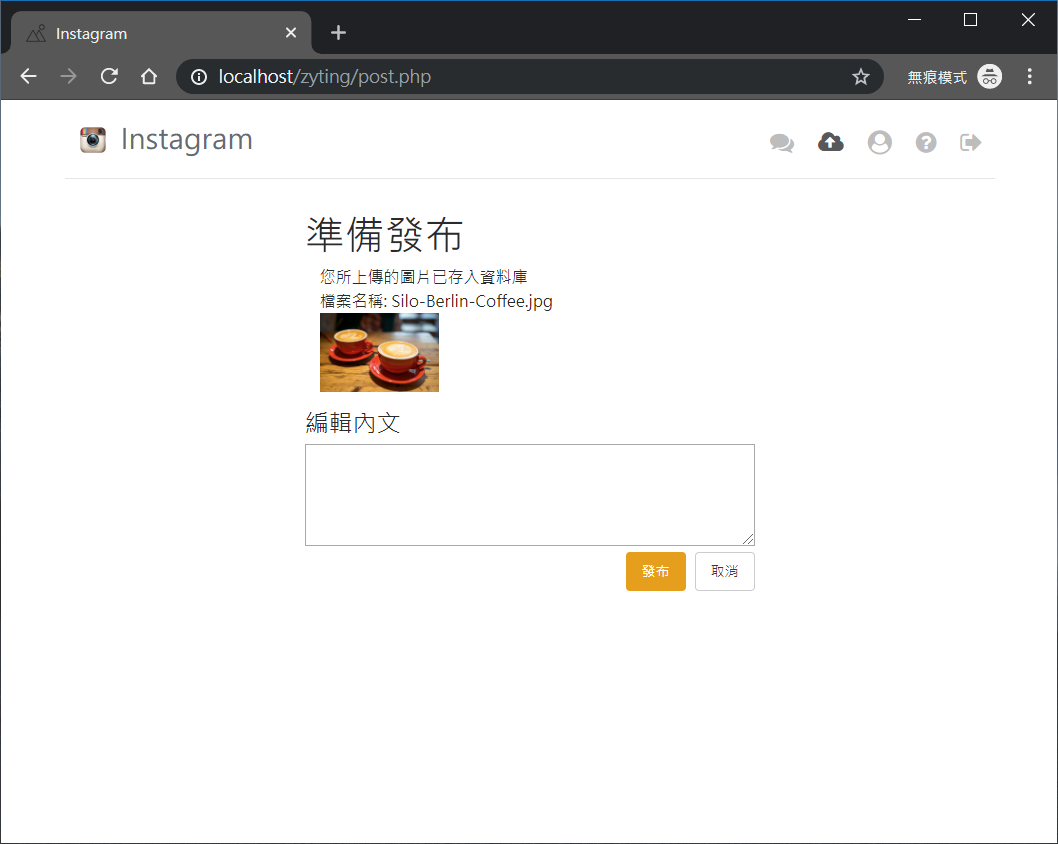 Instagram
localhost/zyting/post.php
無痕模式
Instagram
準備發布
您所上傳的圖片已存入資料庫
檔案名稱: Silo-Berlin-Coffee.jpg
編輯內文
發布
取消